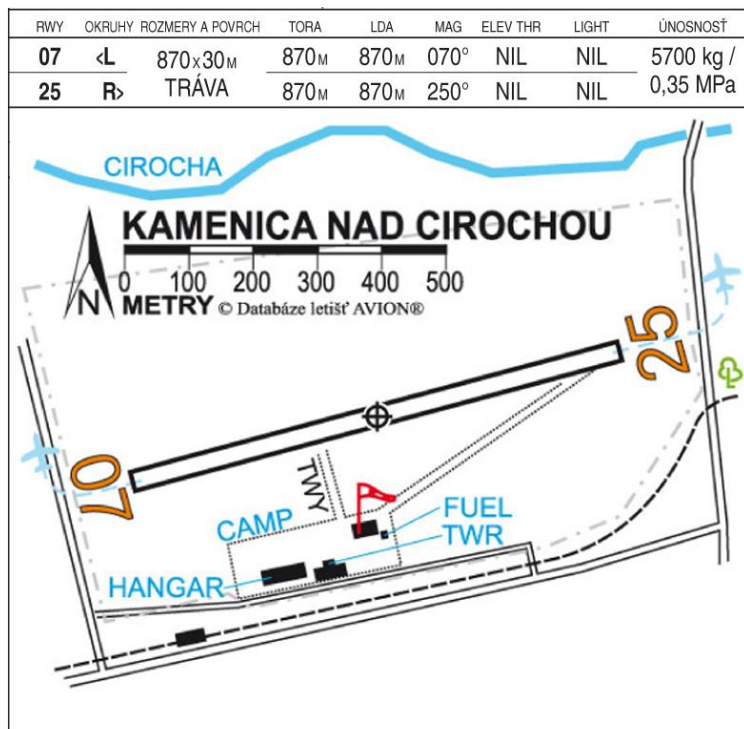 RWY OKRUHY ROZMERY A POVRCH TORA LDA MAG ELEV THR LIGHT ÚNOSNOSŤ
07 <L 870x30M 870M 870M 070° NIL NIL 5700 kg /
25 R> TRÁVA 870M 870M 250° NIL NIL 0,35 MPa
CIROCHA
KAMENICA NAD CIROCHOU
0 100 200 300 400 500
N METRY © Databáze letišť AVION®
25
07
TWY
CAMP
FUEL
TWR
HANGAR